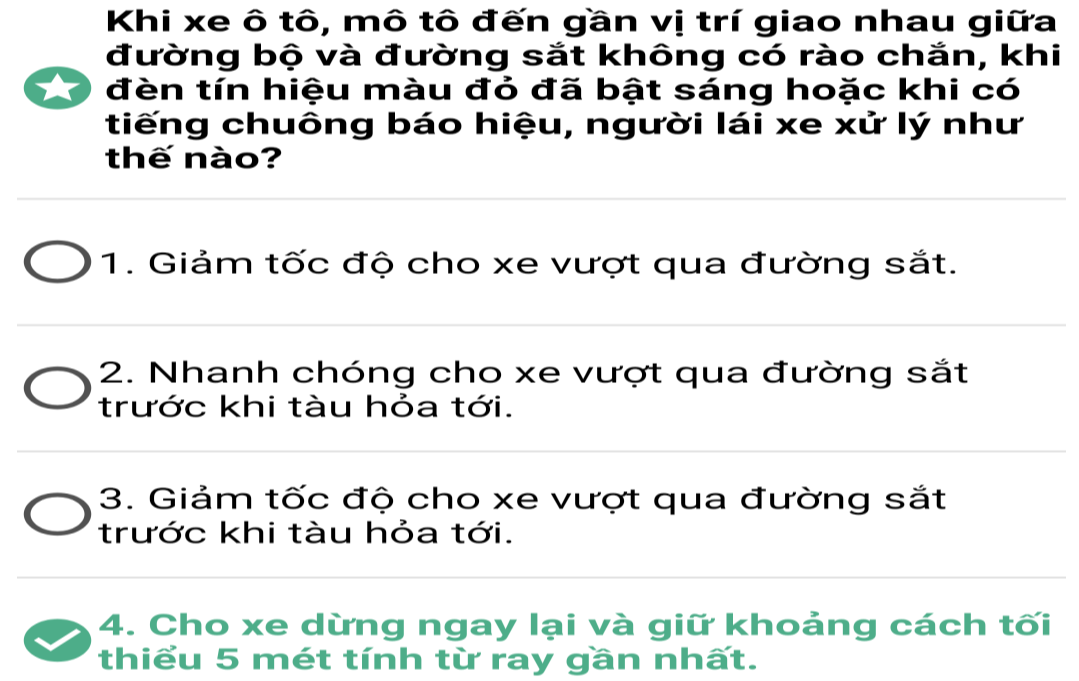 Khi xe ô tô, mô tô đến gần vị trí giao nhau giữa
đường bộ và đường sắt không có rào chắn, khi
đèn tín hiệu màu đỏ đã bật sáng hoặc khi có
tiếng chuông báo hiệu, người lái xe xử lý như
thế nào?
1. Giảm tốc độ cho xe vượt qua đường sắt.
2. Nhanh chóng cho xe vượt qua đường sắt
trước khi tàu hỏa tới.
3. Giảm tốc độ cho xe vượt qua đường sắt
trước khi tàu hỏa tới.
4. Cho xe dừng ngay lại và giữ khoảng cách tối
thiểu 5 mét tính từ ray gần nhất.